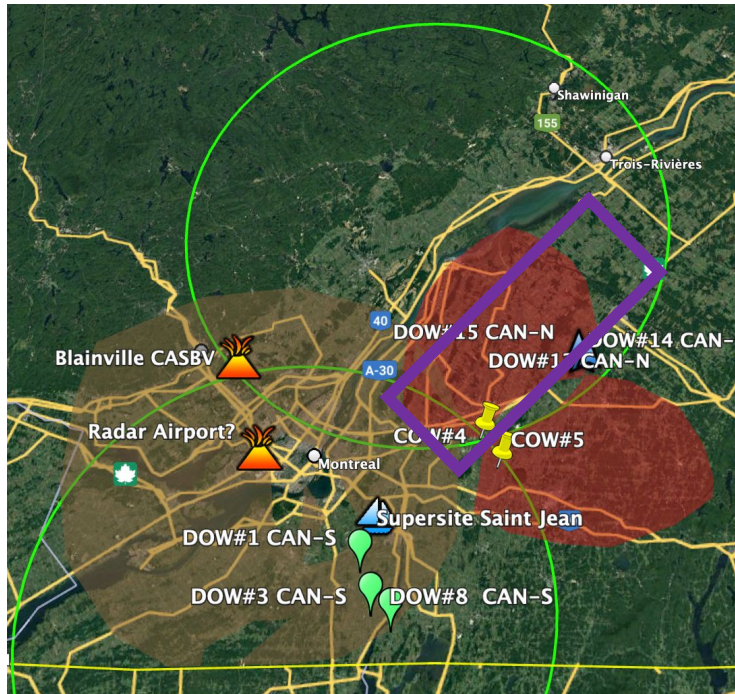 Shawinigan
155
Trois-Rivières
40
DOW#15 CAN-N
DOW#14 CAN-
DOW#17 CAN-N
Blainville CASBV
A-30
Radar Airport?
COW#4
COW#5
Montreal
Supersite Saint Jean
DOW#1 CAN-S
DOW#3 CAN-S
DOW#8 CAN-S